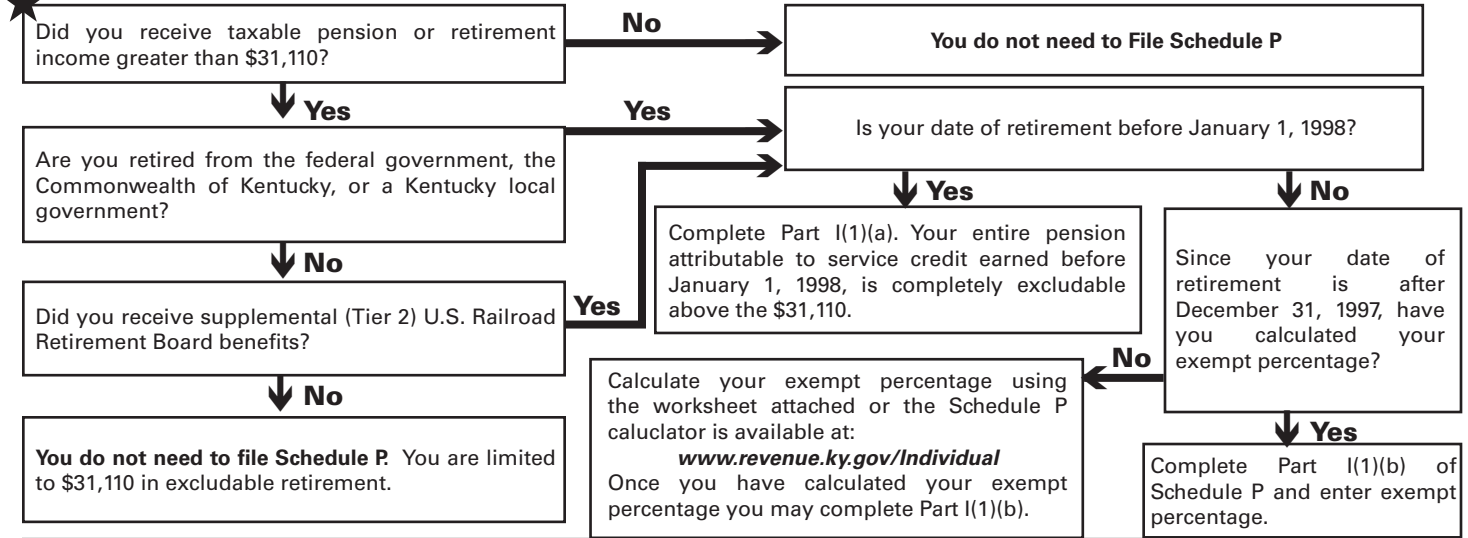 Did you receive taxable pension or retirement
income greater than $31,110?
No
You do not need to File Schedule P
Yes
Are you retired from the federal government, the
Commonwealth of Kentucky, or a Kentucky local
government?
Yes
Is your date of retirement before January 1, 1998?
Yes
Complete Part I(1)(a). Your entire pension
attributable to service credit earned before
January 1, 1998, is completely excludable
above the $31,110.
No
Since your date of
retirement is after
December 31, 1997, have
you calculated your
exempt percentage?
No
Did you receive supplemental (Tier 2) U.S. Railroad
Retirement Board benefits?
Yes
No
You do not need to file Schedule P. You are limited
to $31,110 in excludable retirement.
No
Calculate your exempt percentage using
the worksheet attached or the Schedule P
caluclator is available at:
www.revenue.ky.gov/Individual
Once you have calculated your exempt
percentage you may complete Part I(1)(b).
Yes
Complete Part I(1)(b) of
Schedule P and enter exempt
percentage.